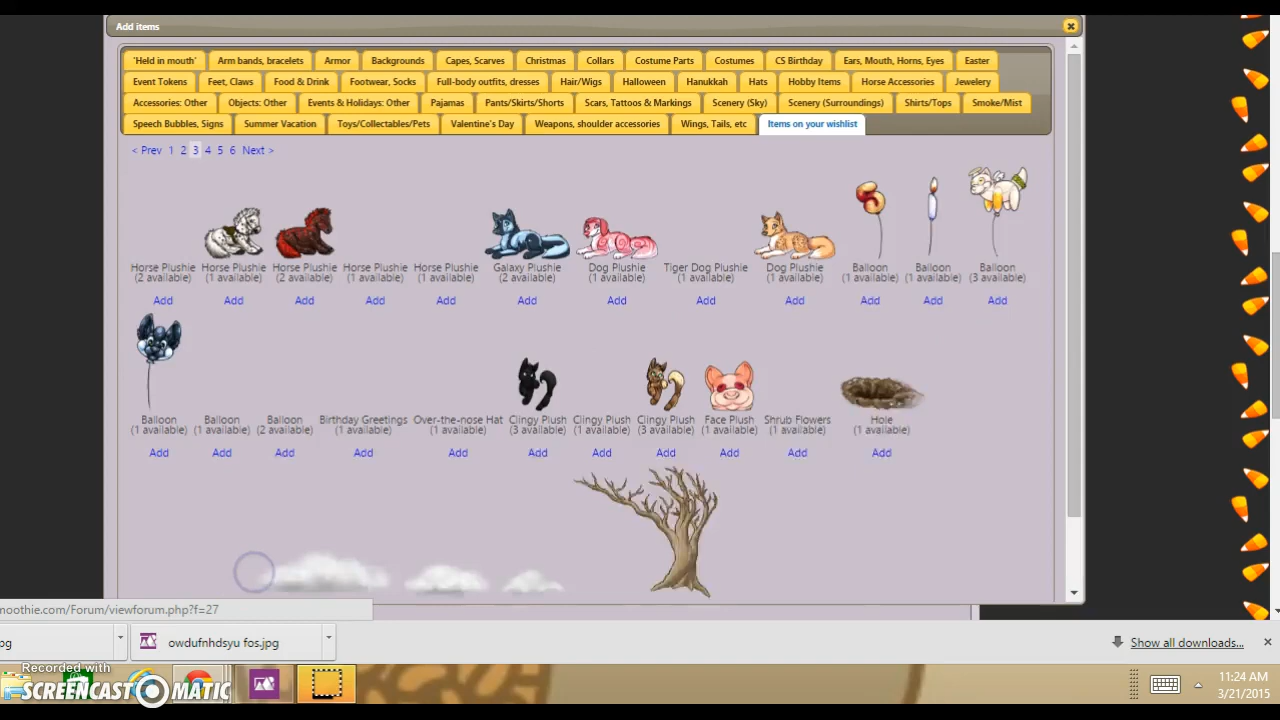 Add items
'Held in mouth' Arm bands, bracelets Armor Backgrounds Capes, Scarves Christmas Collars Costume Parts Costumes CS Birthday Ears, Mouth, Horns, Eyes Easter
Event Tokens Feet, Claws Food & Drink Footwear, Socks Full-body outfits, dresses Hair/Wigs Halloween Hanukkah Hats Hobby Items Horse Accessories Jewelery
Accessories: Other Objects: Other Events & Holidays: Other Pajamas Pants/Skirts/Shorts Scars, Tattoos & Markings Scenery (Sky) Scenery (Surroundings) Shirts/Tops Smoke/Mist
Speech Bubbles, Signs Summer Vacation Toys/Collectables/Pets Valentine's Day Weapons, shoulder accessories Wings, Tails, etc Items on your wishlist
< Prev 1 2 3 4 5 6 Next >
Horse Plushie Horse Plushie Horse Plushie Horse Plushie Horse Plushie Galaxy Plushie Dog Plushie Tiger Dog Plushie Dog Plushie Balloon Balloon Balloon
(2 available) (1 available) (2 available) (1 available) (1 available) (2 available) (1 available) (1 available) (1 available) (1 available) (1 available) (3 available)
Add Add Add Add Add Add Add Add Add Add Add Add
Balloon Balloon Balloon Birthday Greetings Over-the-nose Hat Clingy Plush Clingy Plush Clingy Plush Face Plush Shrub Flowers Hole
(1 available) (1 available) (2 available) (1 available) (1 available) (3 available) (1 available) (3 available) (1 available) (1 available) (1 available)
Add Add Add Add Add Add Add Add Add Add Add
moothie.com/Forum/viewforum.php?f=27
pg owdufnhdsyu fos.jpg Show all downloads...
Recorded with
SCREENCAST MATIC
11:24 AM
3/21/2015